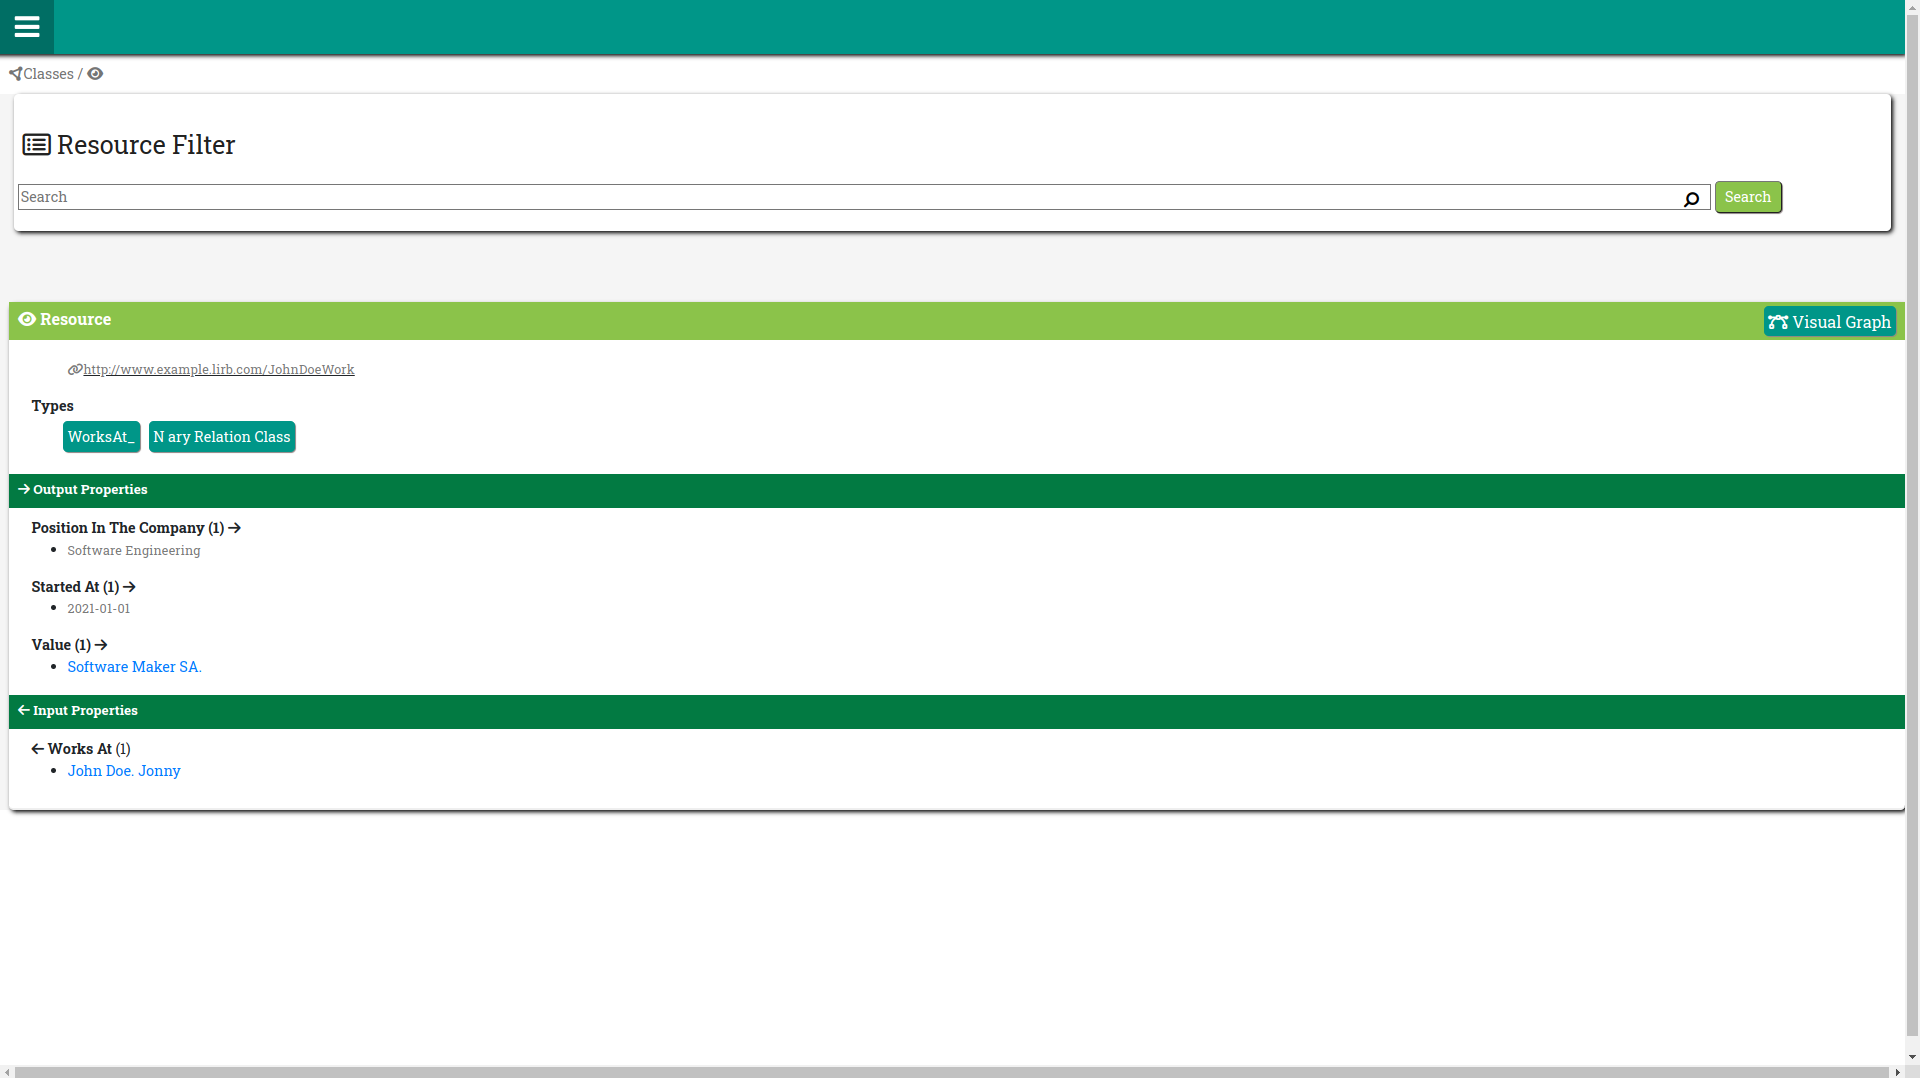 Classes /
Resource Filter
Search
Search
Resource
Visual Graph
http://www.example.lirb.com/JohnDoeWork
Types
WorksAt_
N ary Relation Class
Output Properties
Position In The Company (1)
Software Engineering
Started At (1)
2021-01-01
Value (1)
Software Maker SA.
Input Properties
Works At (1)
John Doe. Jonny